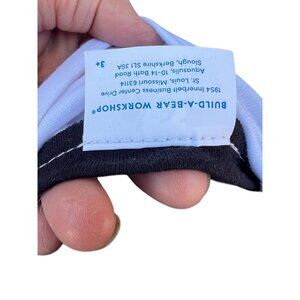 BUILD-A-BEAR WORKSHOP®
1954 Innerbelt Business Center Drive
St. Louis, Missouri 63114
Aquasulis, 10-14 Bath Road
Slough, Berkshire SL1 3SA
3+